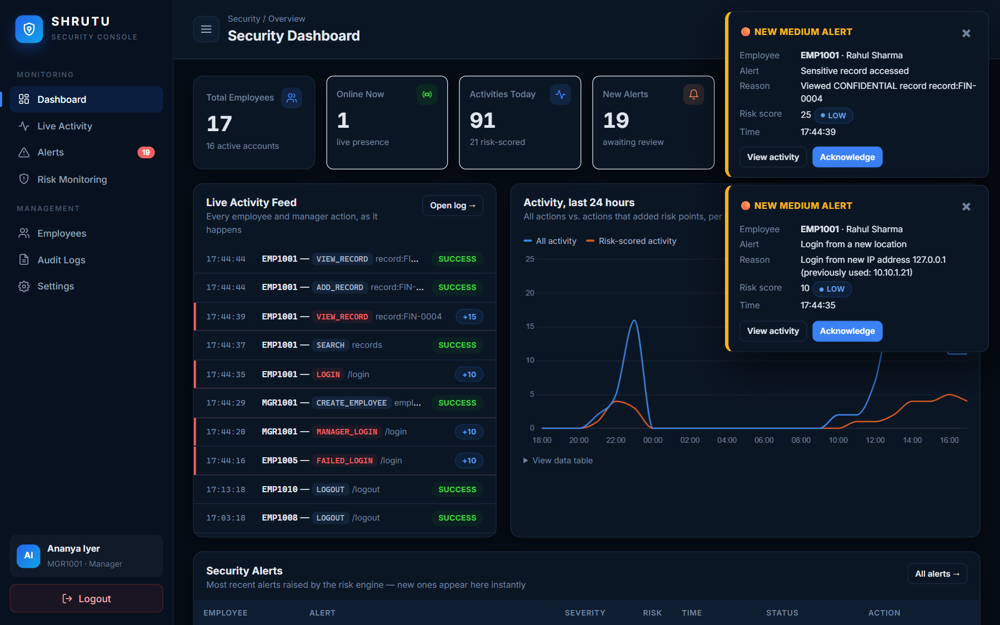 SHRUTU
SECURITY CONSOLE
MONITORING
Dashboard
Live Activity
Alerts 19
Risk Monitoring
MANAGEMENT
Employees
Audit Logs
Settings
AI
Ananya Iyer
MGR1001 · Manager
Logout
Security / Overview
Security Dashboard
Total Employees
17
16 active accounts
Online Now
1
live presence
Activities Today
91
21 risk-scored
New Alerts
19
awaiting review
Live Activity Feed
Every employee and manager action, as it
happens
Open log →
17:44:44 EMP1001 — VIEW_RECORD record:FI... SUCCESS
17:44:44 EMP1001 — ADD_RECORD record:FIN-... SUCCESS
17:44:39 EMP1001 — VIEW_RECORD record:FIN-0004 +15
17:44:37 EMP1001 — SEARCH records SUCCESS
17:44:35 EMP1001 — LOGIN /login +10
17:44:29 MGR1001 — CREATE_EMPLOYEE empl... SUCCESS
17:44:20 MGR1001 — MANAGER_LOGIN /login +10
17:44:16 EMP1005 — FAILED_LOGIN /login +10
17:13:18 EMP1010 — LOGOUT /logout SUCCESS
17:03:18 EMP1008 — LOGOUT /logout SUCCESS
Activity, last 24 hours
All actions vs. actions that added risk points, per
All activity Risk-scored activity
25
20
15
10
5
0
18:00 20:00 22:00 00:00 02:00 04:00 06:00 08:00 10:00 12:00 14:00 16:00
View data table
NEW MEDIUM ALERT
Employee EMP1001 · Rahul Sharma
Alert Sensitive record accessed
Reason Viewed CONFIDENTIAL record record:FIN-
0004
Risk score 25 LOW
Time 17:44:39
View activity Acknowledge
NEW MEDIUM ALERT
Employee EMP1001 · Rahul Sharma
Alert Login from a new location
Reason Login from new IP address 127.0.0.1
(previously used: 10.10.1.21)
Risk score 10 LOW
Time 17:44:35
View activity Acknowledge
Security Alerts
Most recent alerts raised by the risk engine — new ones appear here instantly
All alerts →
EMPLOYEE ALERT SEVERITY RISK TIME STATUS ACTION